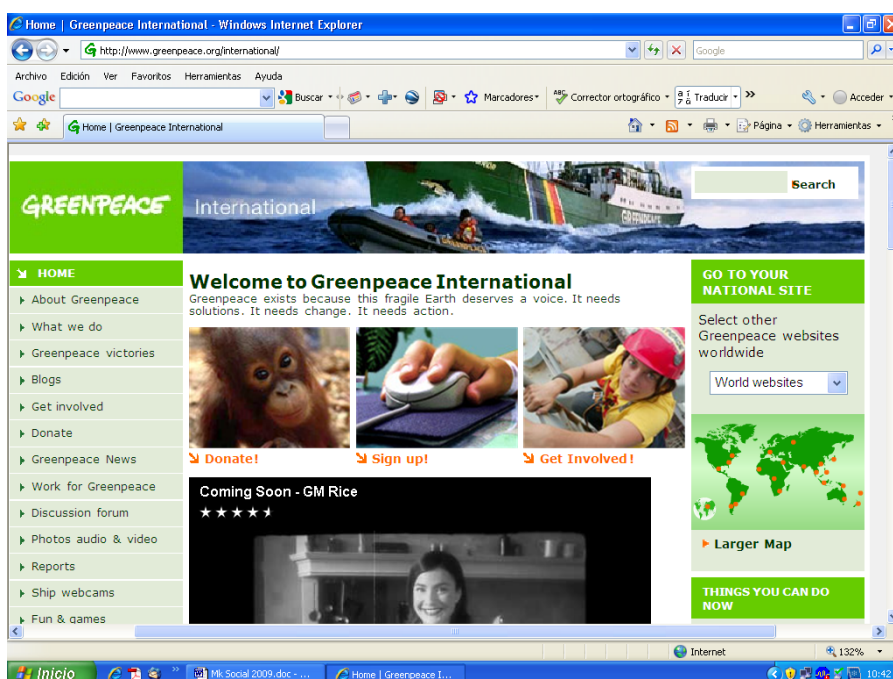 Home | Greenpeace International - Windows Internet Explorer
http://www.greenpeace.org/international/
Google
Archivo Edición Ver Favoritos Herramientas Ayuda
Google Buscar Marcadores ABC Corrector ortográfico Traducir Acceder
Home | Greenpeace International Página Herramientas
GREENPEACE
International
GREENPEACE
Search
HOME
About Greenpeace
What we do
Greenpeace victories
Blogs
Get involved
Donate
Greenpeace News
Work for Greenpeace
Discussion forum
Photos audio & video
Reports
Ship webcams
Fun & games
Welcome to Greenpeace International
Greenpeace exists because this fragile Earth deserves a voice. It needs
solutions. It needs change. It needs action.
Donate!
Sign up!
Get Involved!
Coming Soon - GM Rice
GO TO YOUR
NATIONAL SITE
Select other
Greenpeace websites
worldwide
World websites
Larger Map
THINGS YOU CAN DO
NOW
Internet 132%
Inicio
Mk Social 2009.doc - ...
Home | Greenpeace I...
10:42